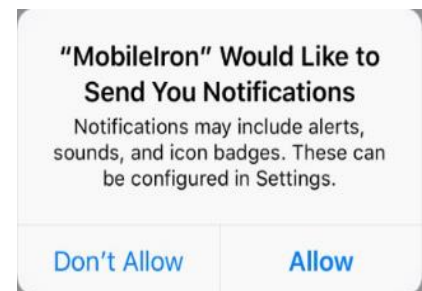 “MobileIron” Would Like to
Send You Notifications
Notifications may include alerts,
sounds, and icon badges. These can
be configured in Settings.
Don’t Allow
Allow